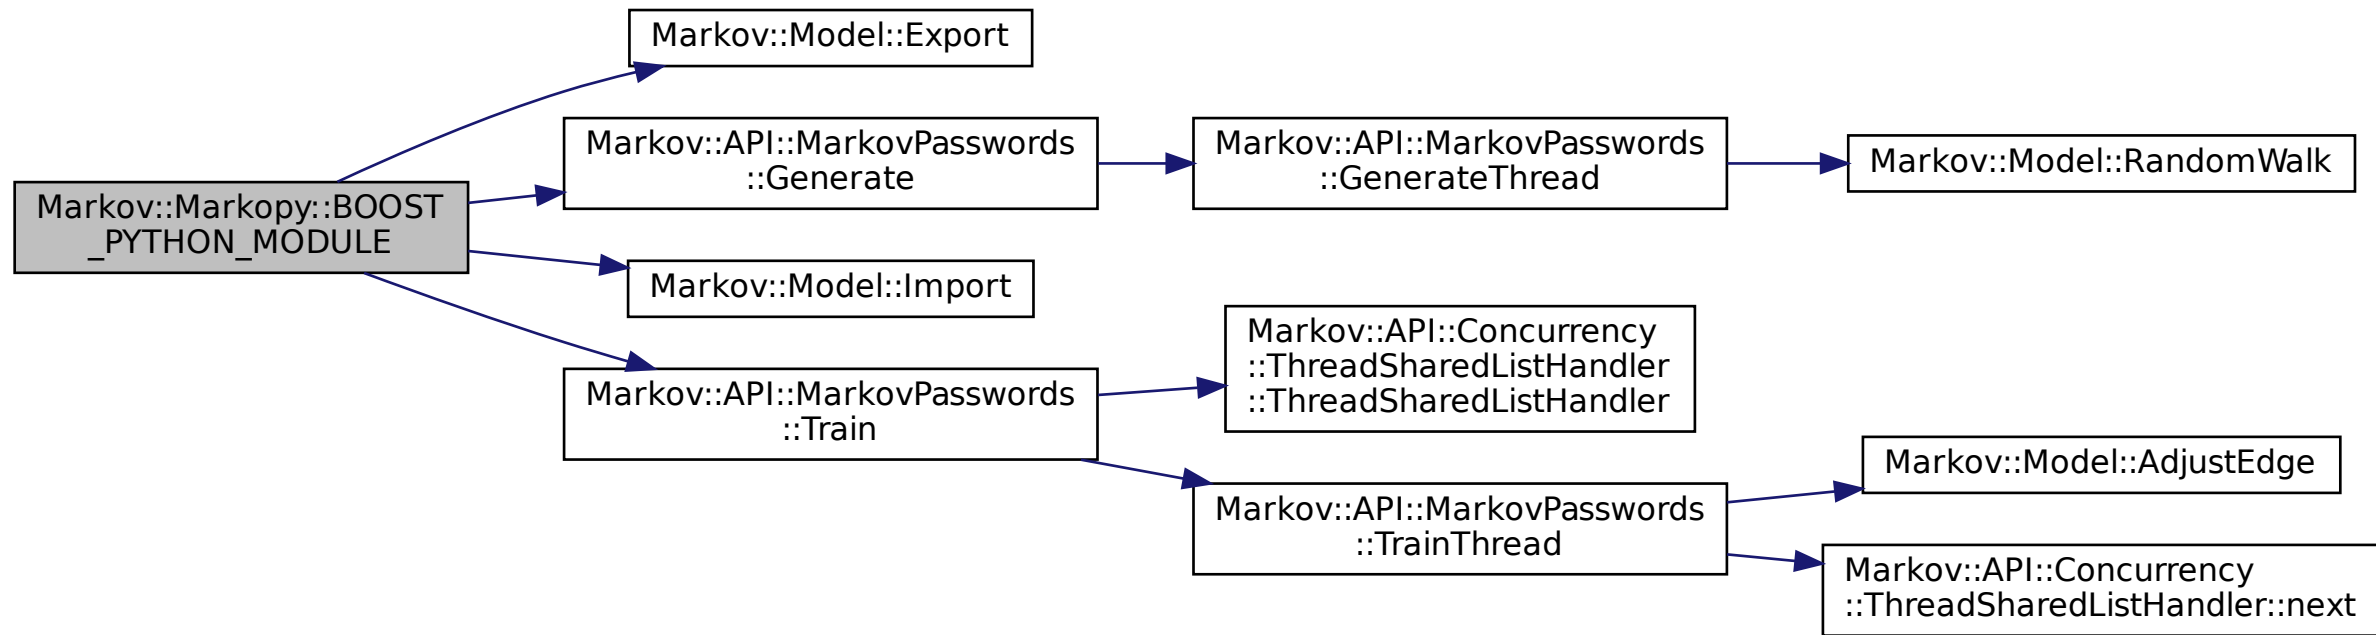 Markov::Markopy::BOOST
_PYTHON_MODULE
Markov::Model::Export
Markov::API::MarkovPasswords
::Generate
Markov::Model::Import
Markov::API::MarkovPasswords
::Train
Markov::API::MarkovPasswords
::GenerateThread
Markov::API::Concurrency
::ThreadSharedListHandler
::ThreadSharedListHandler
Markov::API::MarkovPasswords
::TrainThread
Markov::Model::RandomWalk
Markov::Model::AdjustEdge
Markov::API::Concurrency
::ThreadSharedListHandler::next